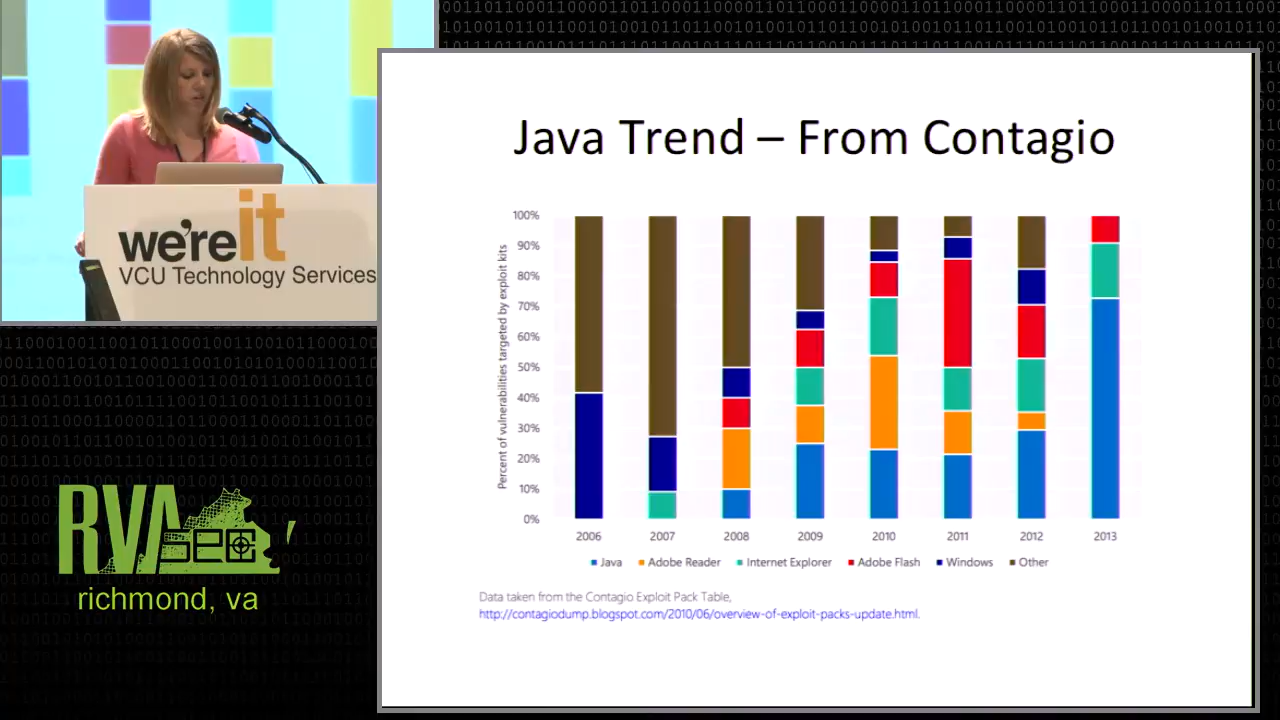 we're it
VCU Technology Services
RVA SEC
richmond, va
Java Trend – From Contagio
Percent of vulnerabilities targeted by exploit kits
100%
90%
80%
70%
60%
50%
40%
30%
20%
10%
0%
2006 2007 2008 2009 2010 2011 2012 2013
Java Adobe Reader Internet Explorer Adobe Flash Windows Other
Data taken from the Contagio Exploit Pack Table,
http://contagiodump.blogspot.com/2010/06/overview-of-exploit-packs-update.html.